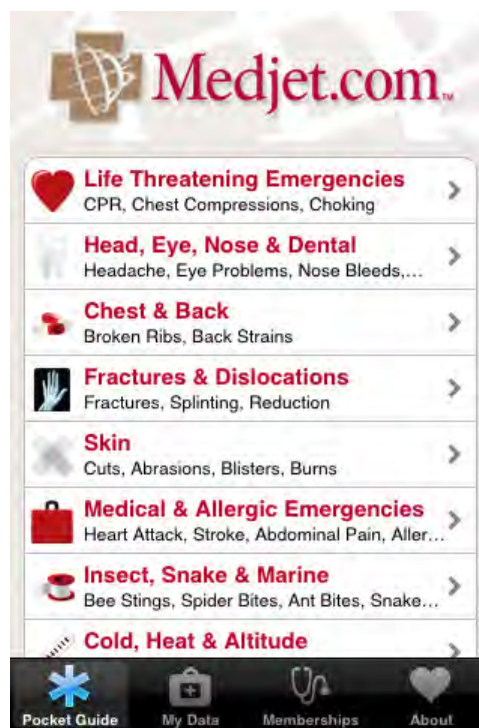 Medjet.com™
Life Threatening Emergencies
CPR, Chest Compressions, Choking
Head, Eye, Nose & Dental
Headache, Eye Problems, Nose Bleeds,...
Chest & Back
Broken Ribs, Back Strains
Fractures & Dislocations
Fractures, Splinting, Reduction
Skin
Cuts, Abrasions, Blisters, Burns
Medical & Allergic Emergencies
Heart Attack, Stroke, Abdominal Pain, Aller...
Insect, Snake & Marine
Bee Stings, Spider Bites, Ant Bites, Snake...
Cold, Heat & Altitude
Pocket Guide My Data Memberships About